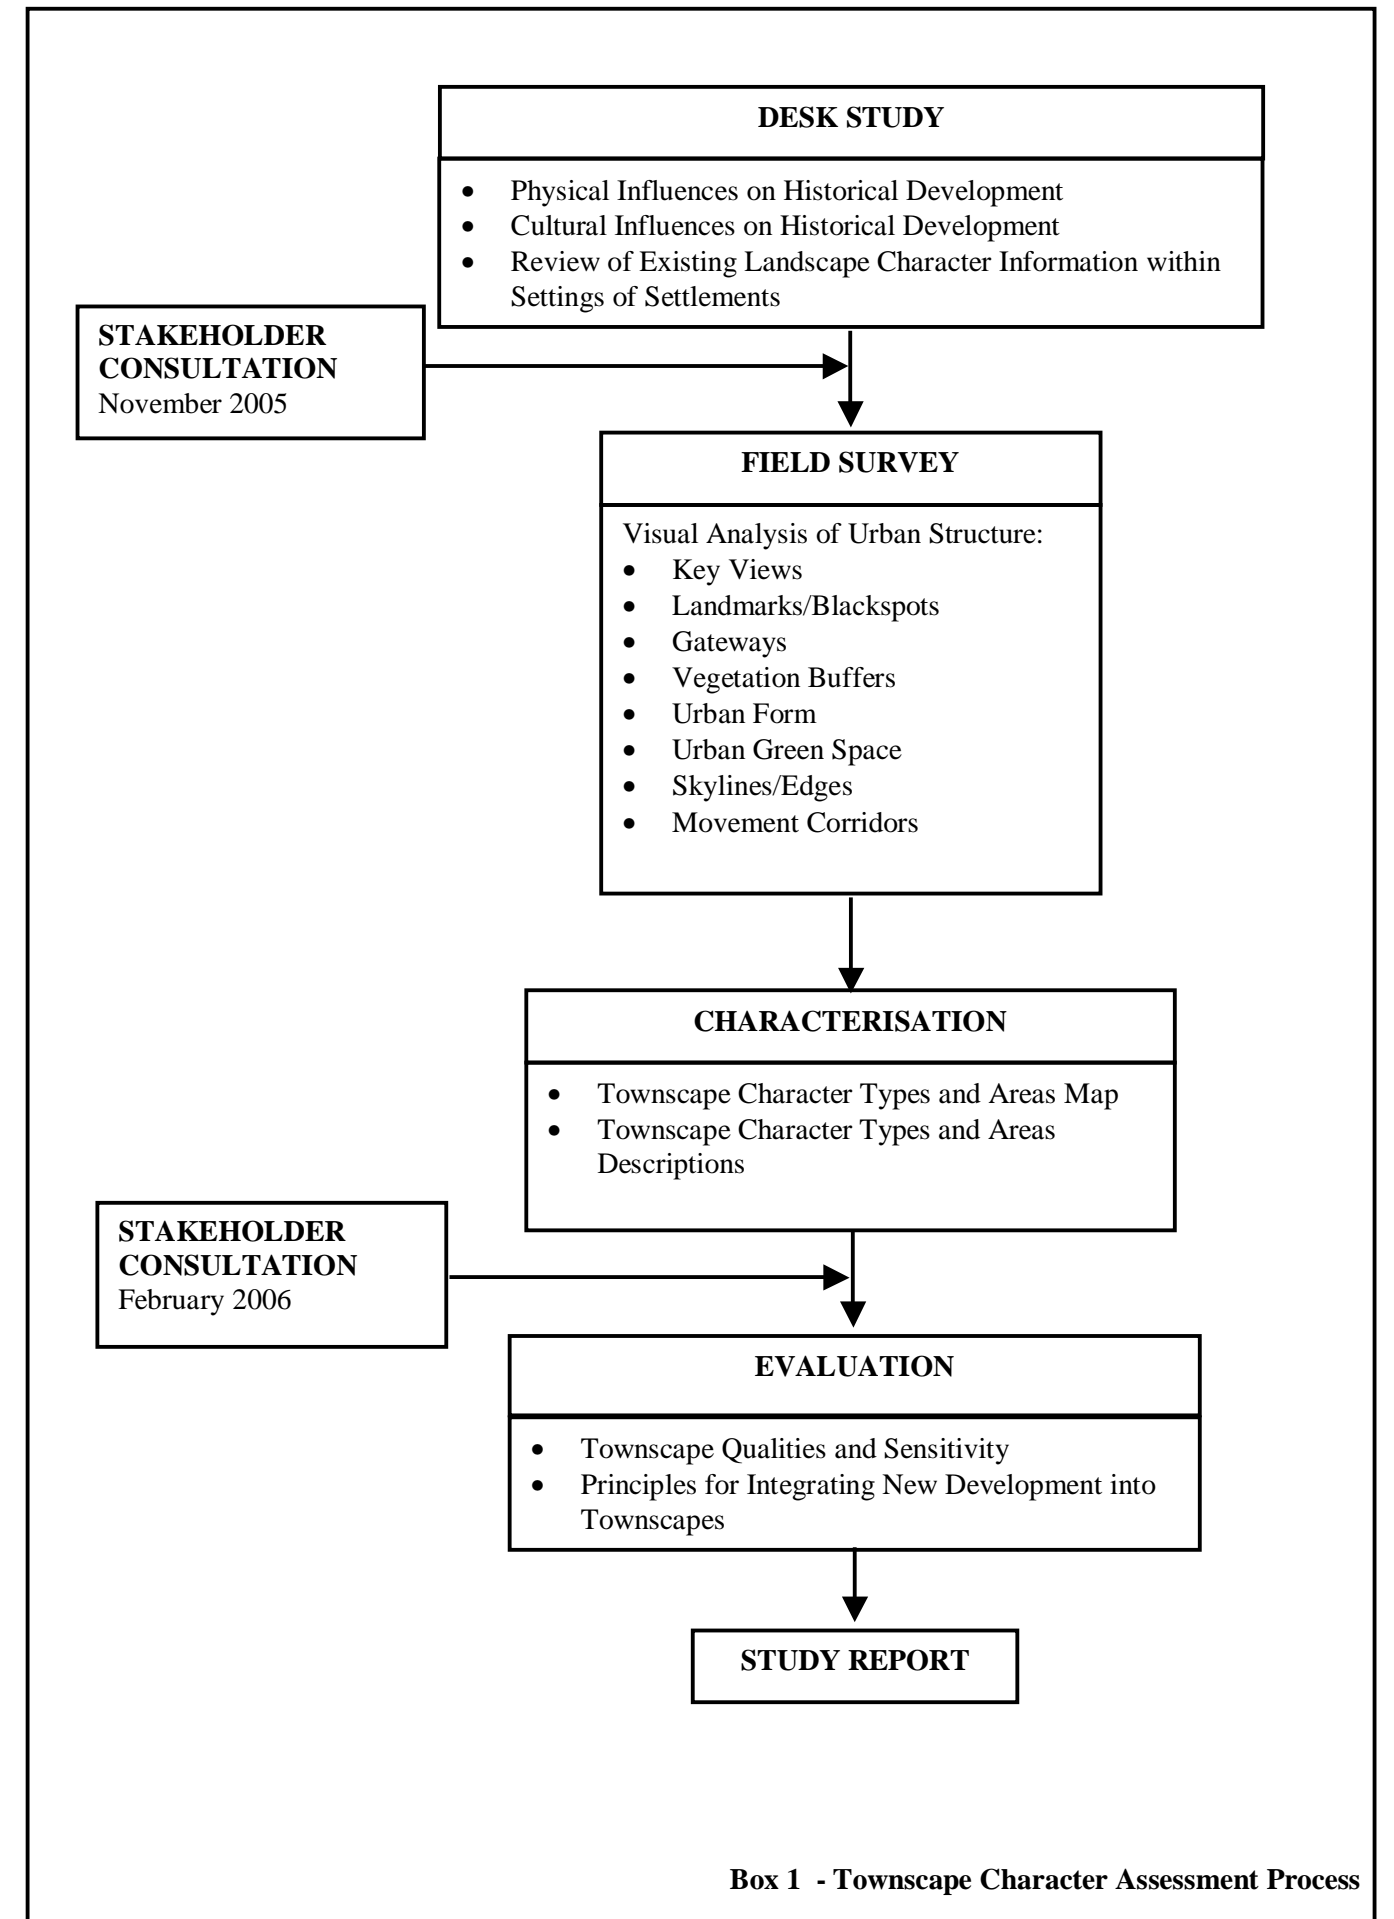 DESK STUDY
• Physical Influences on Historical Development
• Cultural Influences on Historical Development
• Review of Existing Landscape Character Information within
Settings of Settlements
STAKEHOLDER
CONSULTATION
November 2005
FIELD SURVEY
Visual Analysis of Urban Structure:
• Key Views
• Landmarks/Blackspots
• Gateways
• Vegetation Buffers
• Urban Form
• Urban Green Space
• Skylines/Edges
• Movement Corridors
CHARACTERISATION
• Townscape Character Types and Areas Map
• Townscape Character Types and Areas
Descriptions
STAKEHOLDER
CONSULTATION
February 2006
EVALUATION
• Townscape Qualities and Sensitivity
• Principles for Integrating New Development into
Townscapes
STUDY REPORT
Box 1  - Townscape Character Assessment Process